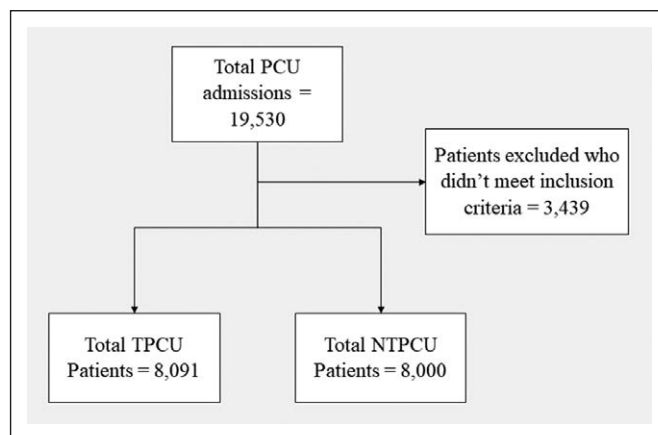 Total PCU
admissions =
19,530
Patients excluded who
didn’t meet inclusion
criteria = 3,439
Total TPCU
Patients = 8,091
Total NTPCU
Patients = 8,000